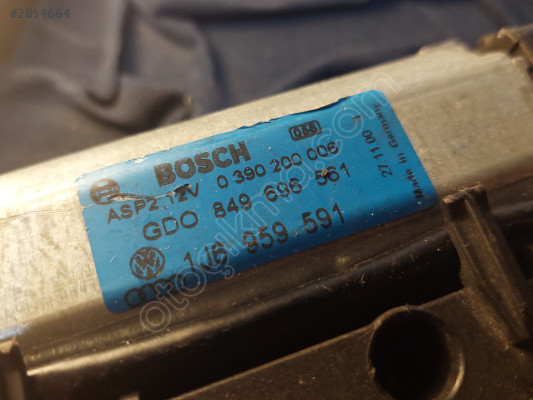 #2854664
BOSCH
ASP2 12V 0 390 200 006
GDO 849 696 561
1J6 959 591
27 11 00
Made in Germany
otogiknoz.com